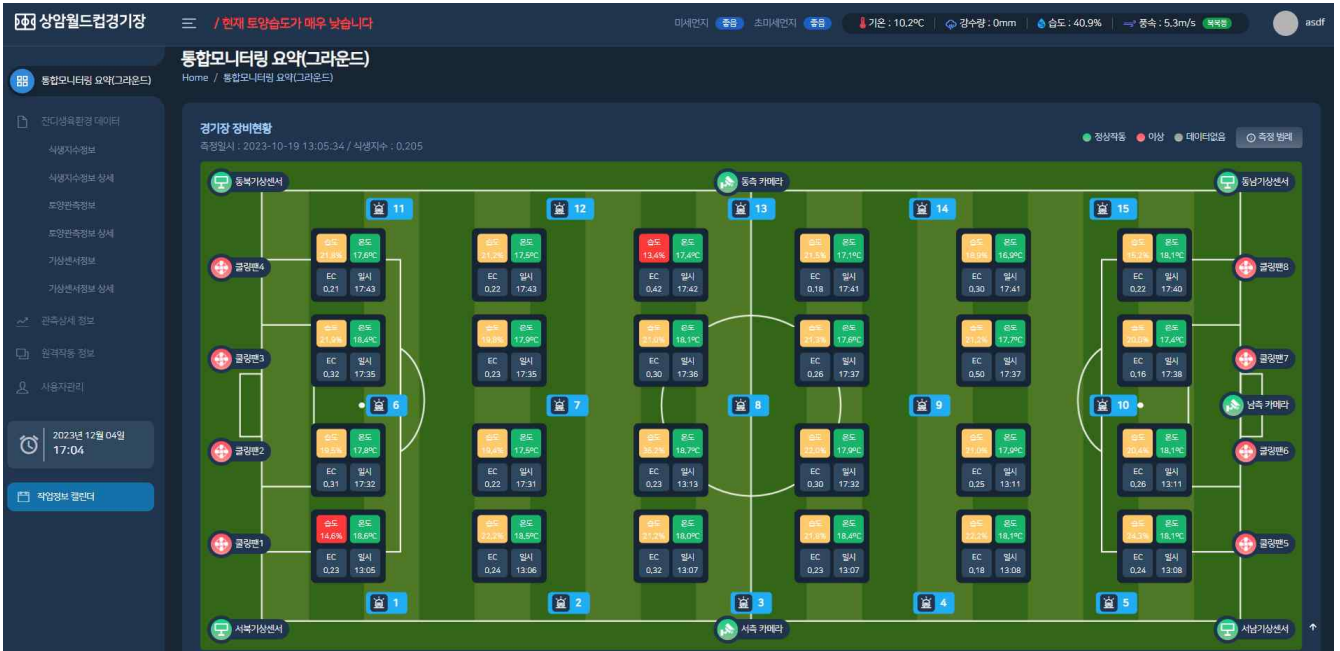 상암월드컵경기장
/ 현재 토양습도가 매우 낮습니다
미세먼지 좋음 초미세먼지 좋음
기온 : 10,2℃ 강수량 : 0mm 습도 : 40,9% 풍속 : 5,3m/s 북북동
asdf
통합모니터링 요약(그라운드)
잔디생육환경 데이터
식생지수정보
식생지수정보 상세
토양관측정보
토양관측정보 상세
기상센서정보
기상센서정보 상세
관측상세 정보
원격작동 정보
사용자관리
2023년 12월 04일
17:04
작업정보 캘린더
통합모니터링 요약(그라운드)
Home / 통합모니터링 요약(그라운드)
경기장 장비현황
측정일시 : 2023-10-19 13:05:34 / 식생지수 : 0,205
정상작동 이상 데이터없음 측정 범례
동북기상센서 동측 카메라 동남기상센서
11 12 13 14 15
쿨링팬4 쿨링팬8
습도 온도 습도 온도 습도 온도 습도 온도 습도 온도 습도 온도
17,6℃ 17,5℃ 13,4% 17,4℃ 17,1℃ 16,9℃ 18,1℃
EC 일시 EC 일시 EC 일시 EC 일시 EC 일시 EC 일시
0,21 17:43 0,22 17:43 0,42 17:42 0,18 17:41 0,30 17:41 0,22 17:40
쿨링팬3 쿨링팬7
습도 온도 습도 온도 습도 온도 습도 온도 습도 온도 습도 온도
18,4℃ 17,9℃ 18,1℃ 17,6℃ 17,7℃ 17,4℃
EC 일시 EC 일시 EC 일시 EC 일시 EC 일시 EC 일시
0,32 17:35 0,23 17:35 0,30 17:36 0,26 17:37 0,50 17:37 0,16 17:38
6 7 8 9 10 남측 카메라
쿨링팬2 쿨링팬6
습도 온도 습도 온도 습도 온도 습도 온도 습도 온도 습도 온도
17,8℃ 17,5℃ 18,7℃ 17,9℃ 17,9℃ 18,1℃
EC 일시 EC 일시 EC 일시 EC 일시 EC 일시 EC 일시
0,31 17:32 0,22 17:31 0,23 13:13 0,30 17:32 0,25 13:11 0,26 13:11
쿨링팬1 쿨링팬5
습도 온도 습도 온도 습도 온도 습도 온도 습도 온도 습도 온도
14,6% 18,6℃ 18,5℃ 18,0℃ 18,4℃ 18,1℃ 18,1℃
EC 일시 EC 일시 EC 일시 EC 일시 EC 일시 EC 일시
0,23 13:05 0,24 13:06 0,32 13:07 0,23 13:07 0,18 13:08 0,24 13:08
1 2 3 4 5
서북기상센서 서측 카메라 서남기상센서